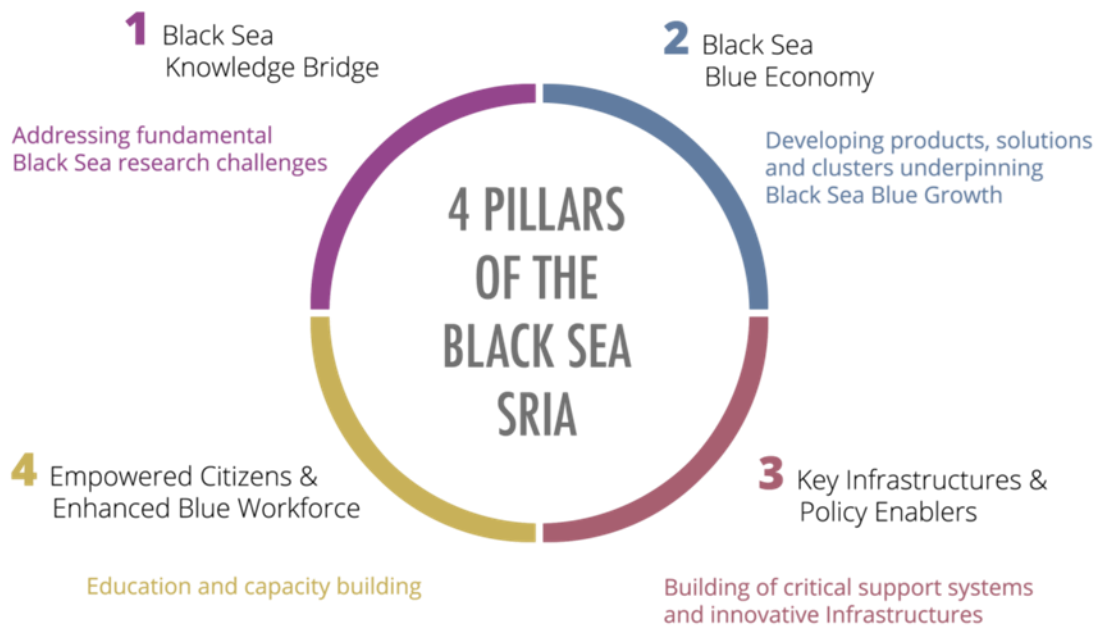 1 Black Sea
Knowledge Bridge
Addressing fundamental
Black Sea research challenges
2 Black Sea
Blue Economy
Developing products, solutions
and clusters underpinning
Black Sea Blue Growth
4 PILLARS
OF THE
BLACK SEA
SRIA
3 Key Infrastructures &
Policy Enablers
Building of critical support systems
and innovative Infrastructures
4 Empowered Citizens &
Enhanced Blue Workforce
Education and capacity building